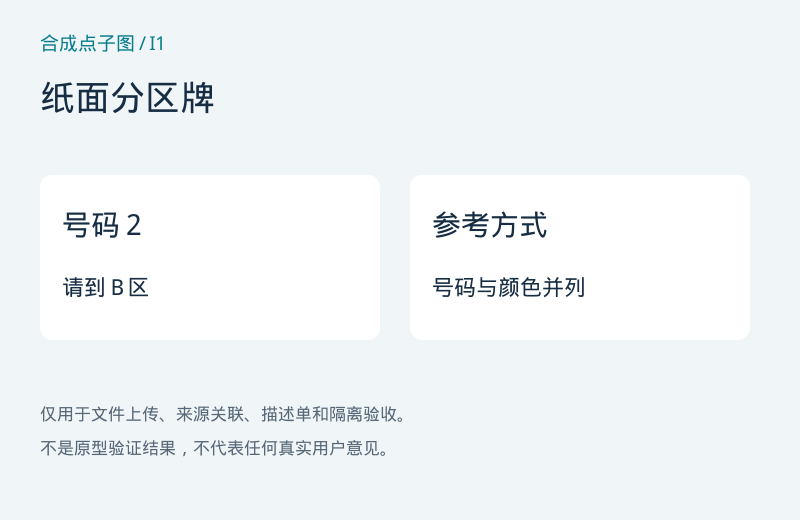 合成点子图 / I1
纸面分区牌
号码 2
请到 B 区
参考方式
号码与颜色并列
仅用于文件上传、来源关联、描述单和隔离验收。
不是原型验证结果，不代表任何真实用户意见。